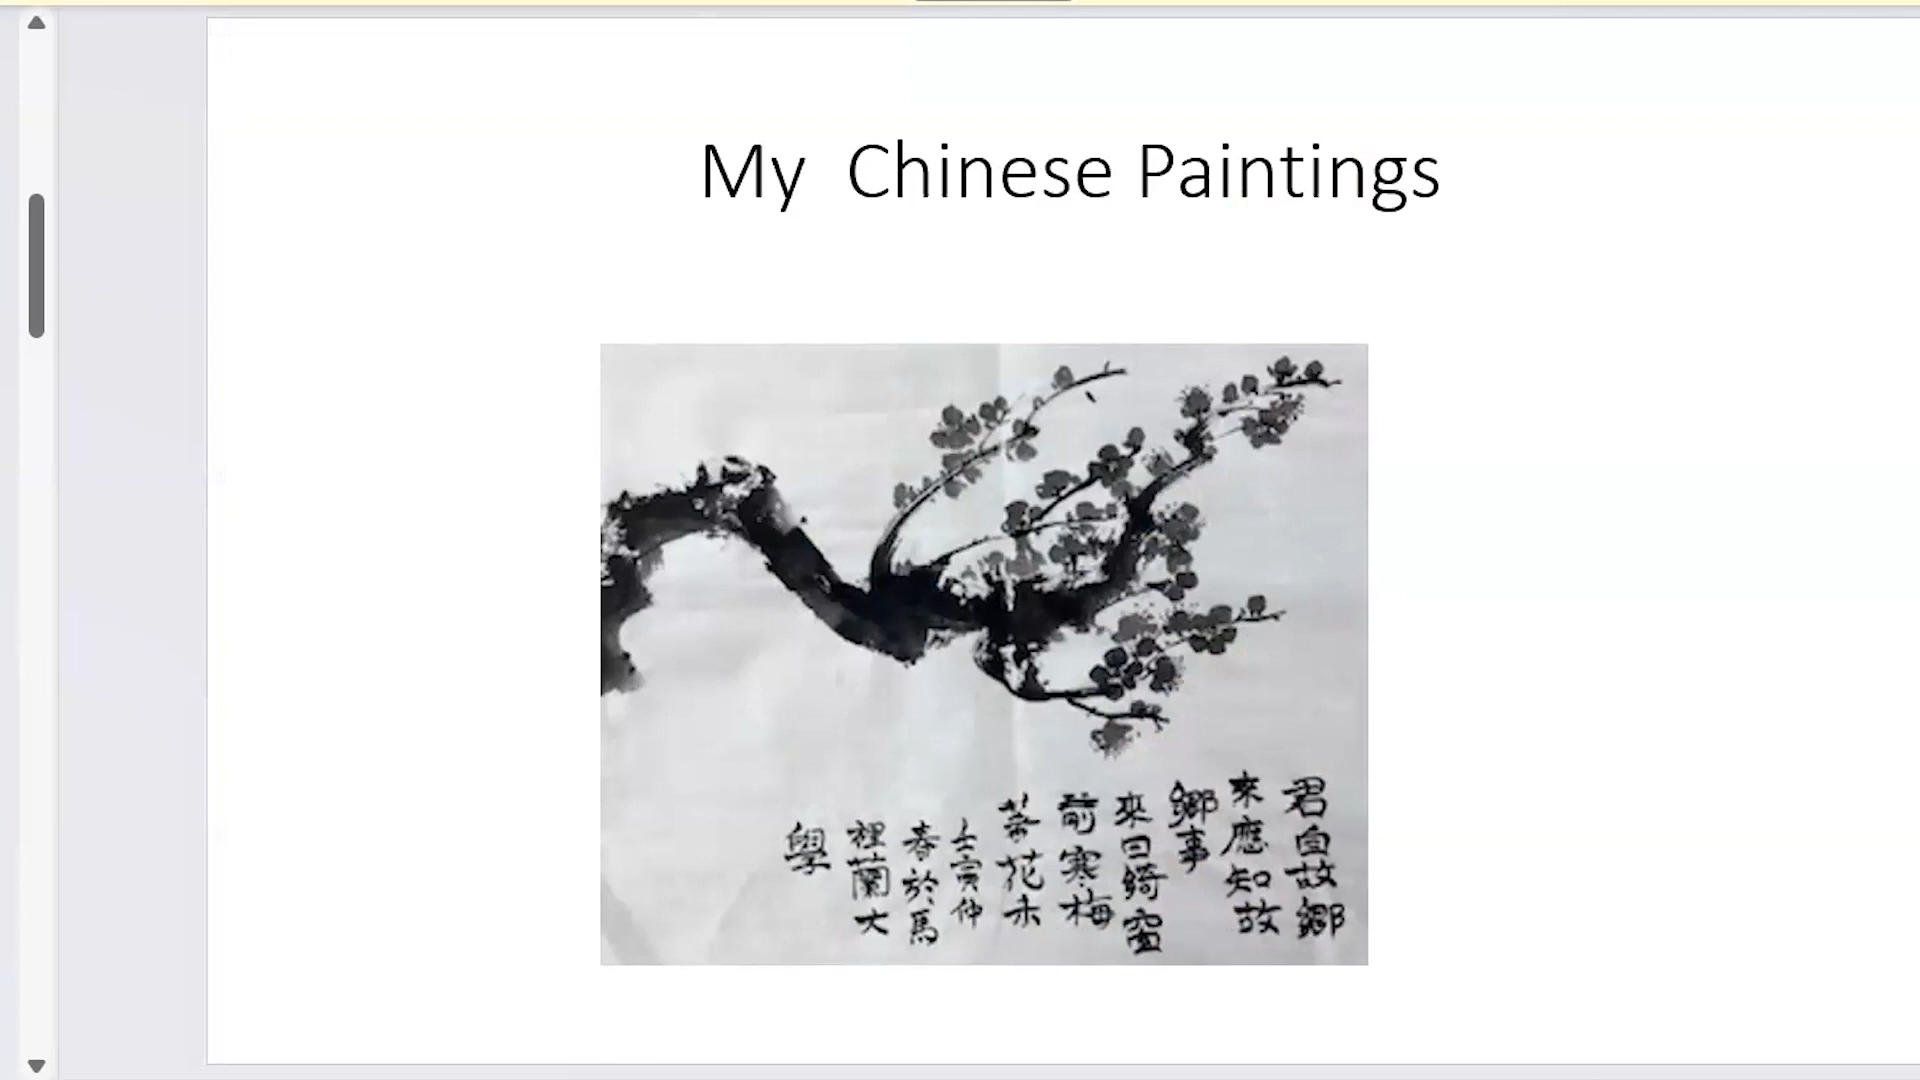 My Chinese Paintings
君自故鄉
來應知故
鄉事
來日綺窗
前寒梅
著花未
壬寅仲
春於馬
裡蘭大
學